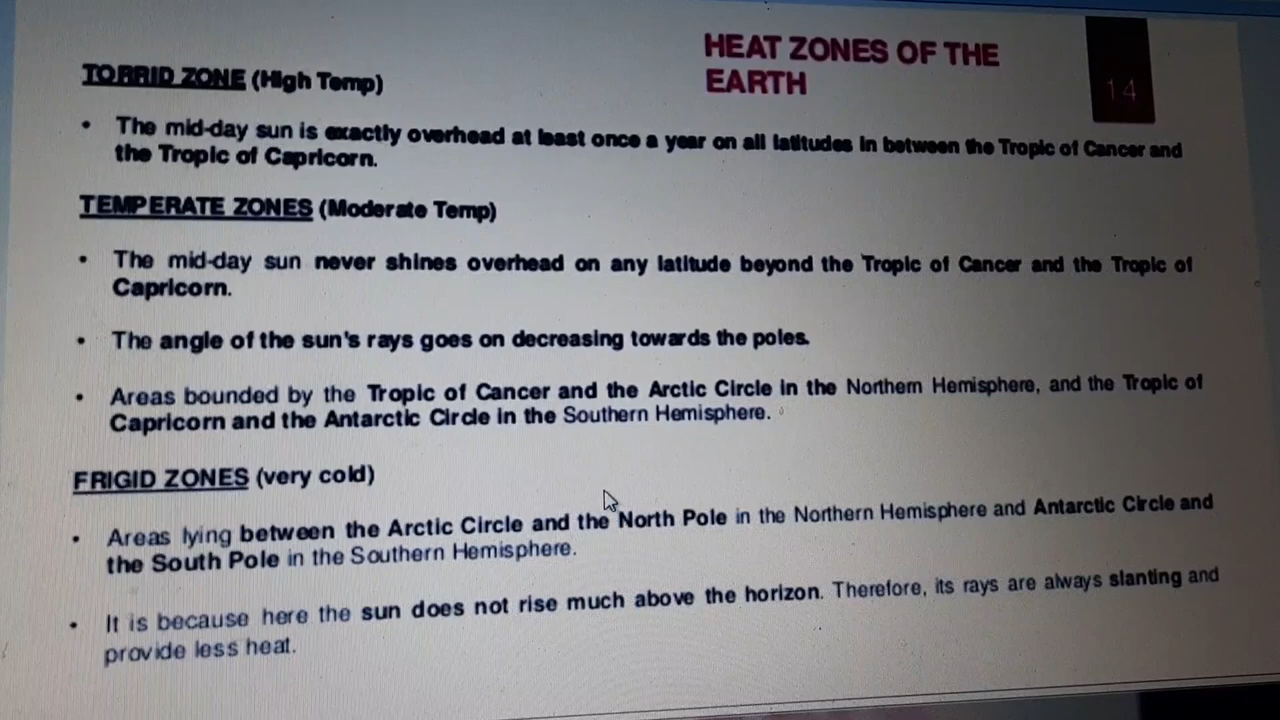 HEAT ZONES OF THE
EARTH
14
TORRID ZONE (High Temp)
• The mid-day sun is exactly overhead at least once a year on all latitudes in between the Tropic of Cancer and
the Tropic of Capricorn.
TEMPERATE ZONES (Moderate Temp)
• The mid-day sun never shines overhead on any latitude beyond the Tropic of Cancer and the Tropic of
Capricorn.
• The angle of the sun's rays goes on decreasing towards the poles.
• Areas bounded by the Tropic of Cancer and the Arctic Circle in the Northern Hemisphere, and the Tropic of
Capricorn and the Antarctic Circle in the Southern Hemisphere.
FRIGID ZONES (very cold)
• Areas lying between the Arctic Circle and the North Pole in the Northern Hemisphere and Antarctic Circle and
the South Pole in the Southern Hemisphere.
• It is because here the sun does not rise much above the horizon. Therefore, its rays are always slanting and
provide less heat.